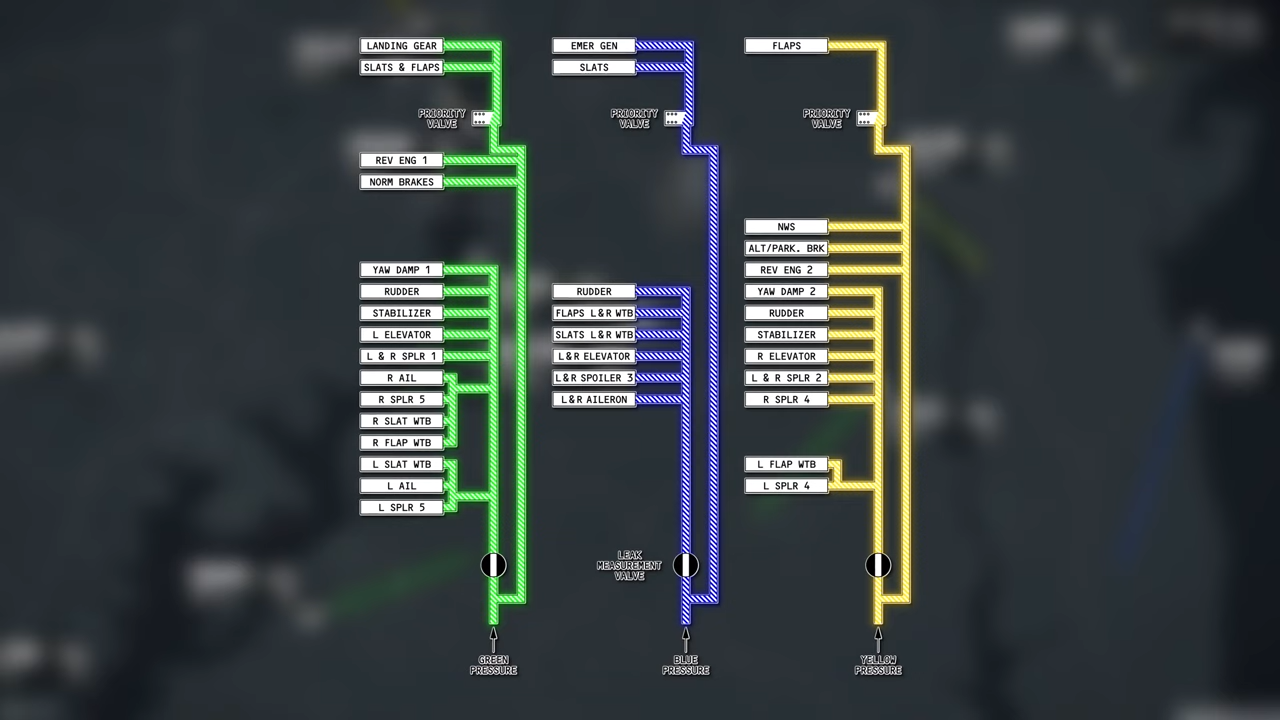 LANDING GEAR
SLATS & FLAPS
PRIORITY
VALVE
REV ENG 1
NORM BRAKES
YAW DAMP 1
RUDDER
STABILIZER
L ELEVATOR
L & R SPLR 1
R AIL
R SPLR 5
R SLAT WTB
R FLAP WTB
L SLAT WTB
L AIL
L SPLR 5
GREEN
PRESSURE
EMER GEN
SLATS
PRIORITY
VALVE
RUDDER
FLAPS L&R WTB
SLATS L&R WTB
L&R ELEVATOR
L&R SPOILER 3
L&R AILERON
LEAK
MEASUREMENT
VALVE
BLUE
PRESSURE
FLAPS
PRIORITY
VALVE
NWS
ALT/PARK. BRK
REV ENG 2
YAW DAMP 2
RUDDER
STABILIZER
R ELEVATOR
L & R SPLR 2
R SPLR 4
L FLAP WTB
L SPLR 4
YELLOW
PRESSURE